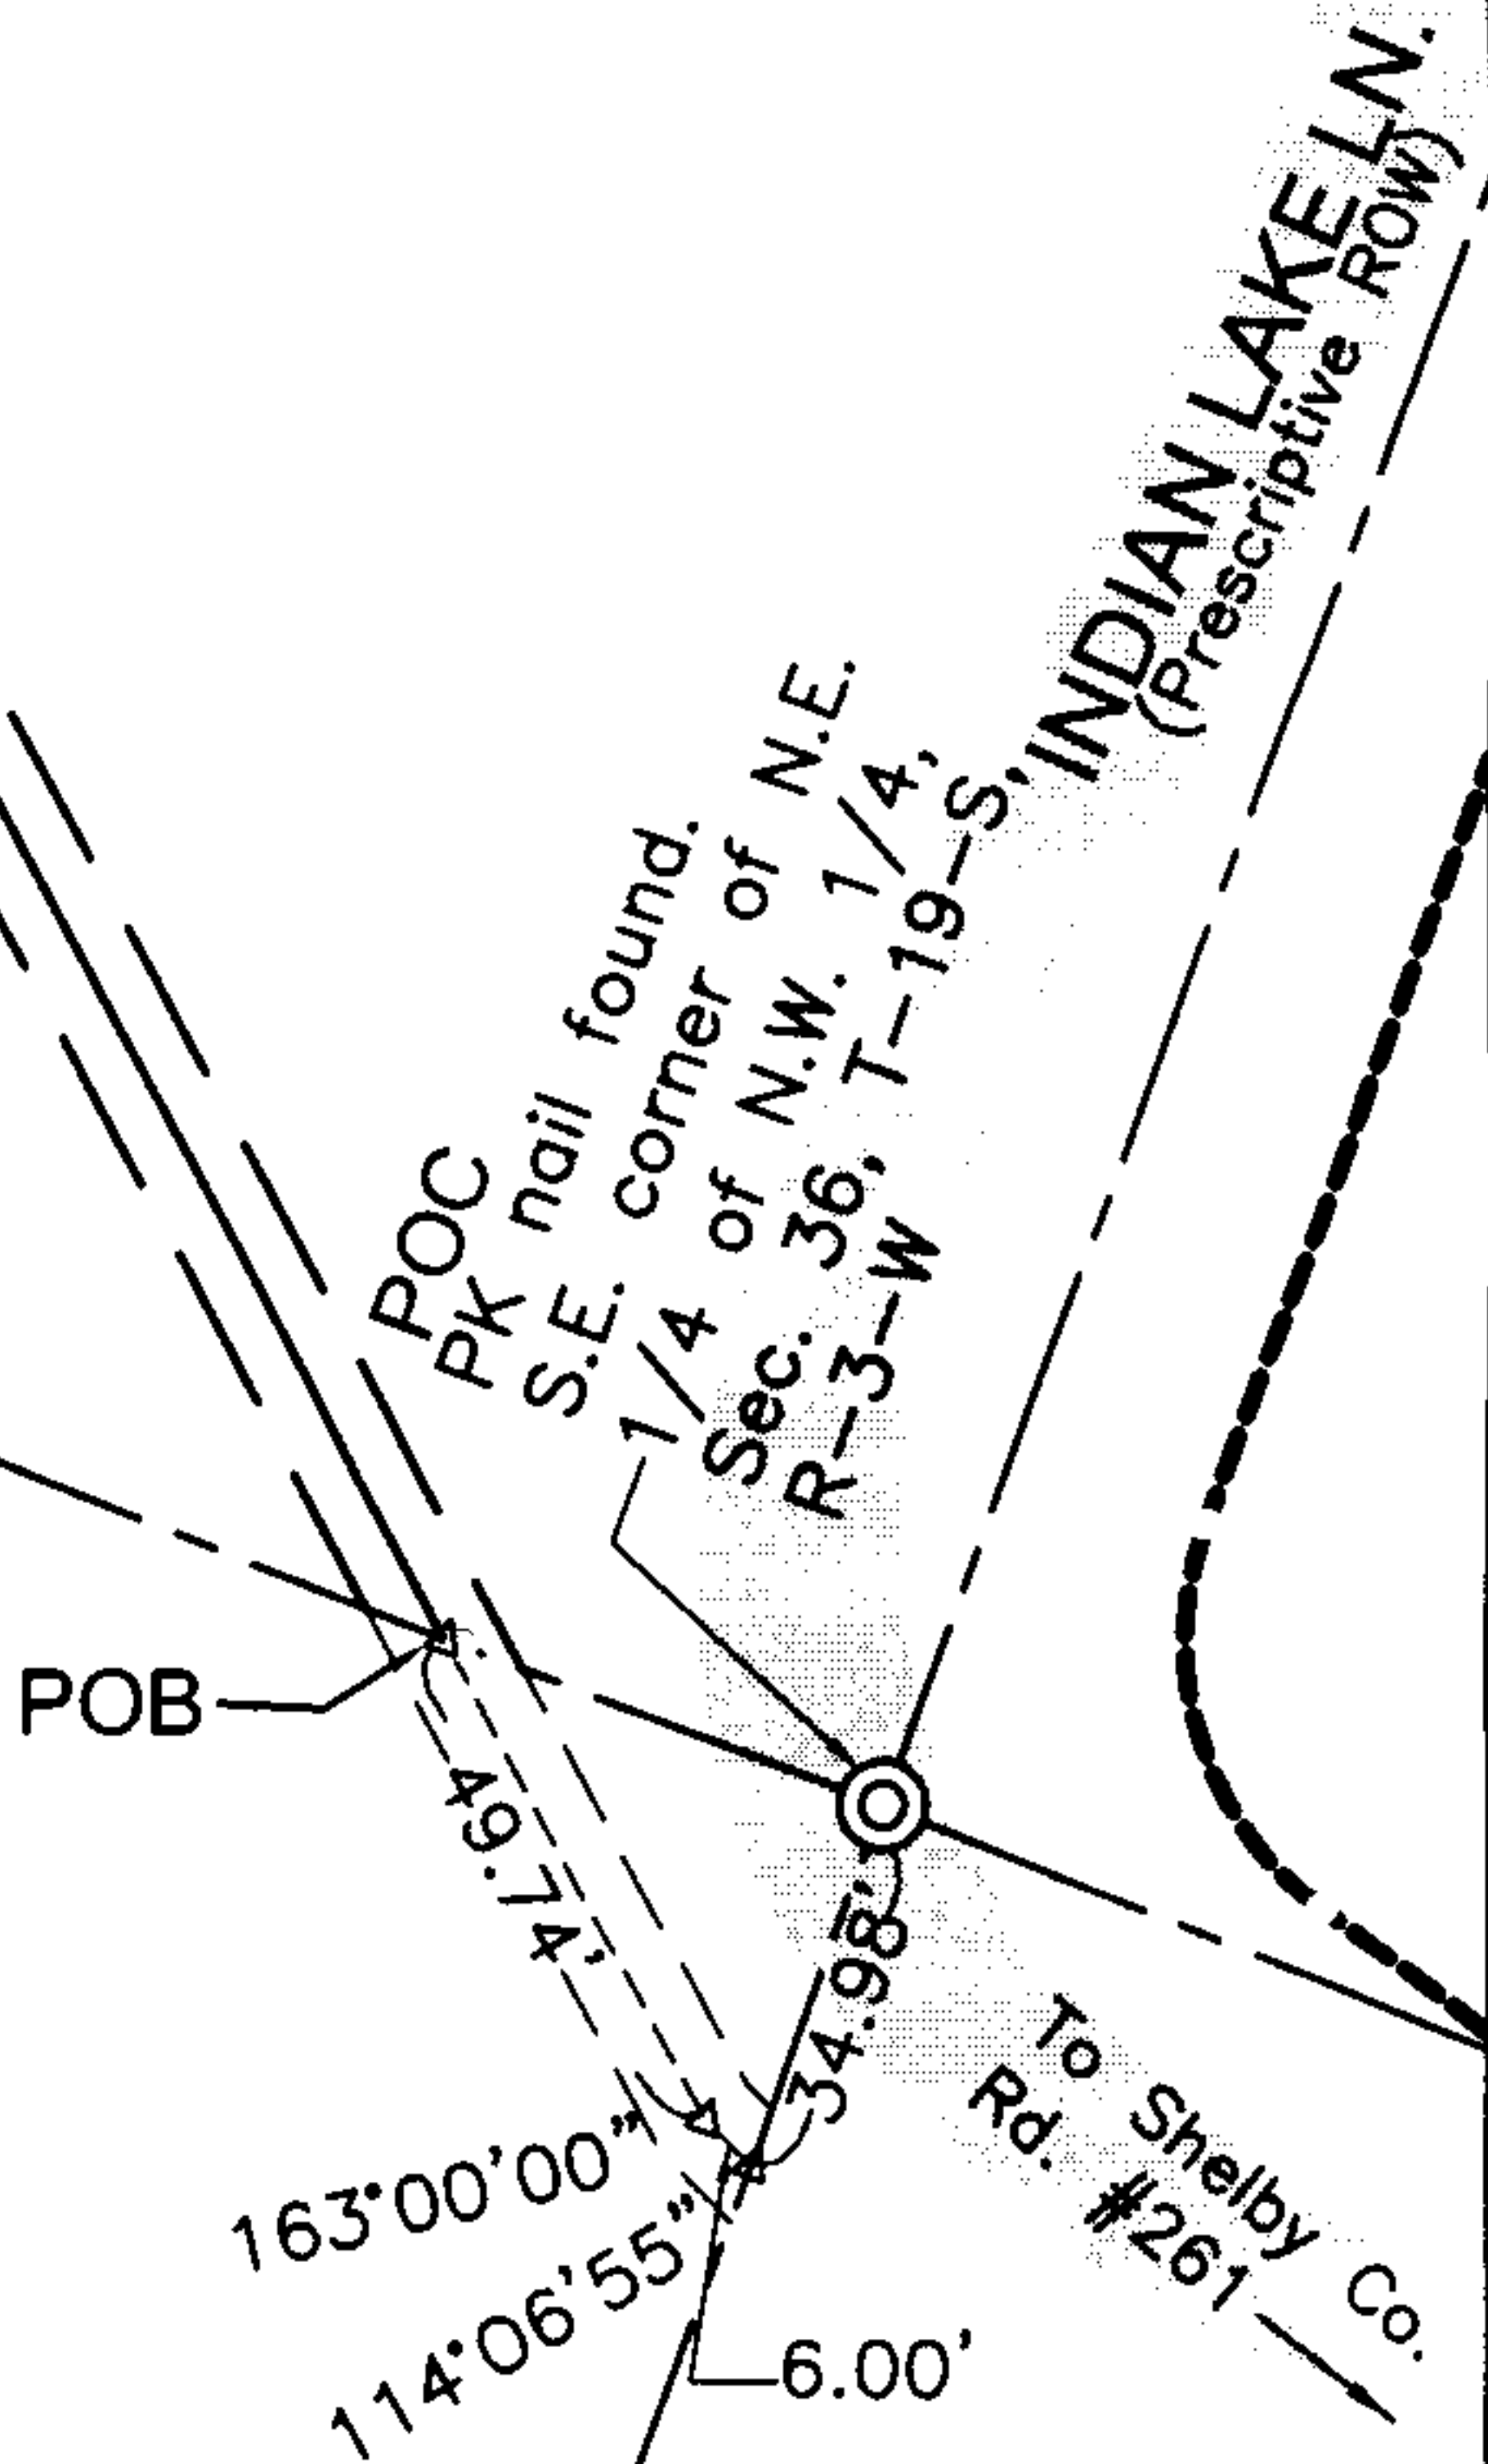 INDIAN LAKE LN.
(Prescriptive ROW)
POC
PK nail found.
S.E. corner of N.E.
1/4 of N.W. 1/4,
Sec. 36, T-19-S,
R-3-W
POB
49.74'
34.98'
163°00'00"
114°06'55"
6.00'
To Shelby Co.
Rd. #261